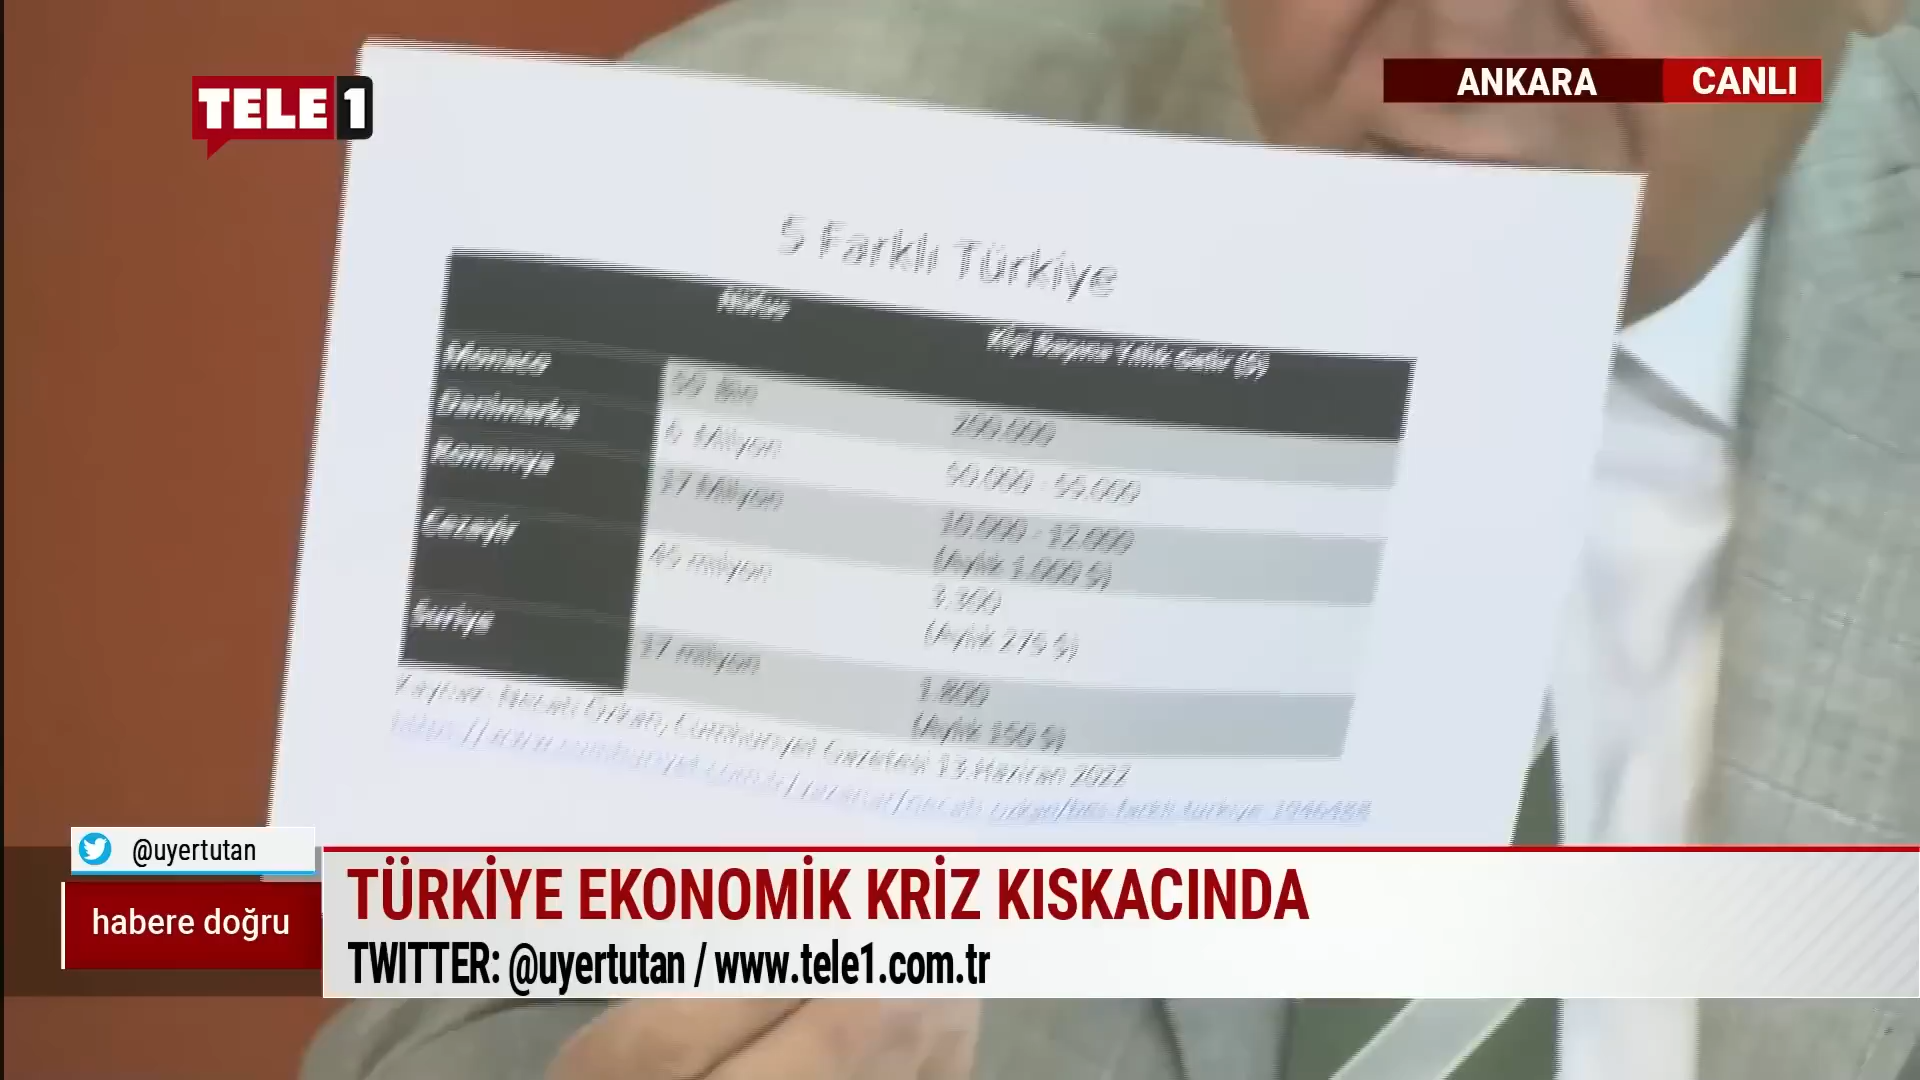 TELE 1
ANKARA CANLI
5 Farklı Türkiye
Nüfus Kişi Başına Yıllık Gelir ($)
Monaco Bin 200.000
Danimarka 6 Milyon 50.000 - 55.000
Romanya 17 Milyon 10.000 - 12.000
(Aylık 1.000 $)
Cezayir 45 milyon 3.300
(Aylık 275 $)
Suriye 17 milyon 1.800
(Aylık 150 $)
Cumhuriyet Gazetesi 13 Haziran 2022
@uyertutan
habere doğru
TÜRKİYE EKONOMİK KRİZ KISKACINDA
TWITTER: @uyertutan / www.tele1.com.tr